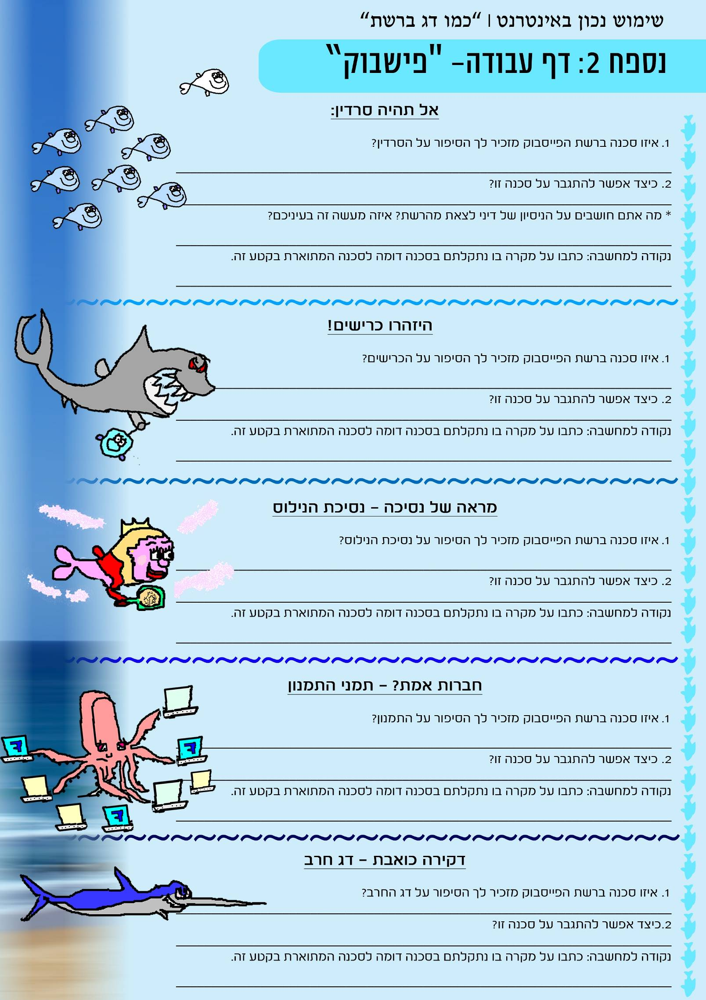 שימוש נכון באינטרנט | “כמו דג ברשת“
נספח 2: דף עבודה– "פישבוק“
אל תהיה סרדין:
1. איזו סכנה ברשת הפייסבוק מזכיר לך הסיפור על הסרדין?
2. כיצד אפשר להתגבר על סכנה זו?
* מה אתם חושבים על הניסיון של דיני לצאת מהרשת? איזה מעשה זה בעיניכם?
נקודה למחשבה: כתבו על מקרה בו נתקלתם בסכנה דומה לסכנה המתוארת בקטע זה.
היזהרו כרישים!
1. איזו סכנה ברשת הפייסבוק מזכיר לך הסיפור על הכרישים?
2. כיצד אפשר להתגבר על סכנה זו?
נקודה למחשבה: כתבו על מקרה בו נתקלתם בסכנה דומה לסכנה המתוארת בקטע זה.
מראה של נסיכה – נסיכת הנילוס
1. איזו סכנה ברשת הפייסבוק מזכיר לך הסיפור על נסיכת הנילוס?
2. כיצד אפשר להתגבר על סכנה זו?
נקודה למחשבה: כתבו על מקרה בו נתקלתם בסכנה דומה לסכנה המתוארת בקטע זה.
חברות אמת? – תמני התמנון
1. איזו סכנה ברשת הפייסבוק מזכיר לך הסיפור על התמנון?
2. כיצד אפשר להתגבר על סכנה זו?
נקודה למחשבה: כתבו על מקרה בו נתקלתם בסכנה דומה לסכנה המתוארת בקטע זה.
דקירה כואבת – דג חרב
1. איזו סכנה ברשת הפייסבוק מזכיר לך הסיפור על דג החרב?
2.כיצד אפשר להתגבר על סכנה זו?
נקודה למחשבה: כתבו על מקרה בו נתקלתם בסכנה דומה לסכנה המתוארת בקטע זה.